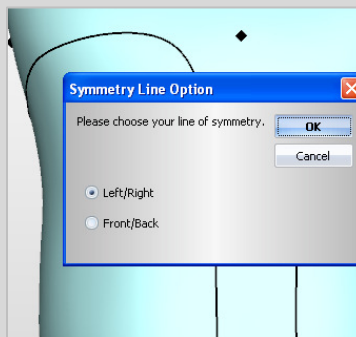 Symmetry Line Option
Please choose your line of symmetry.
OK
Cancel
Left/Right
Front/Back